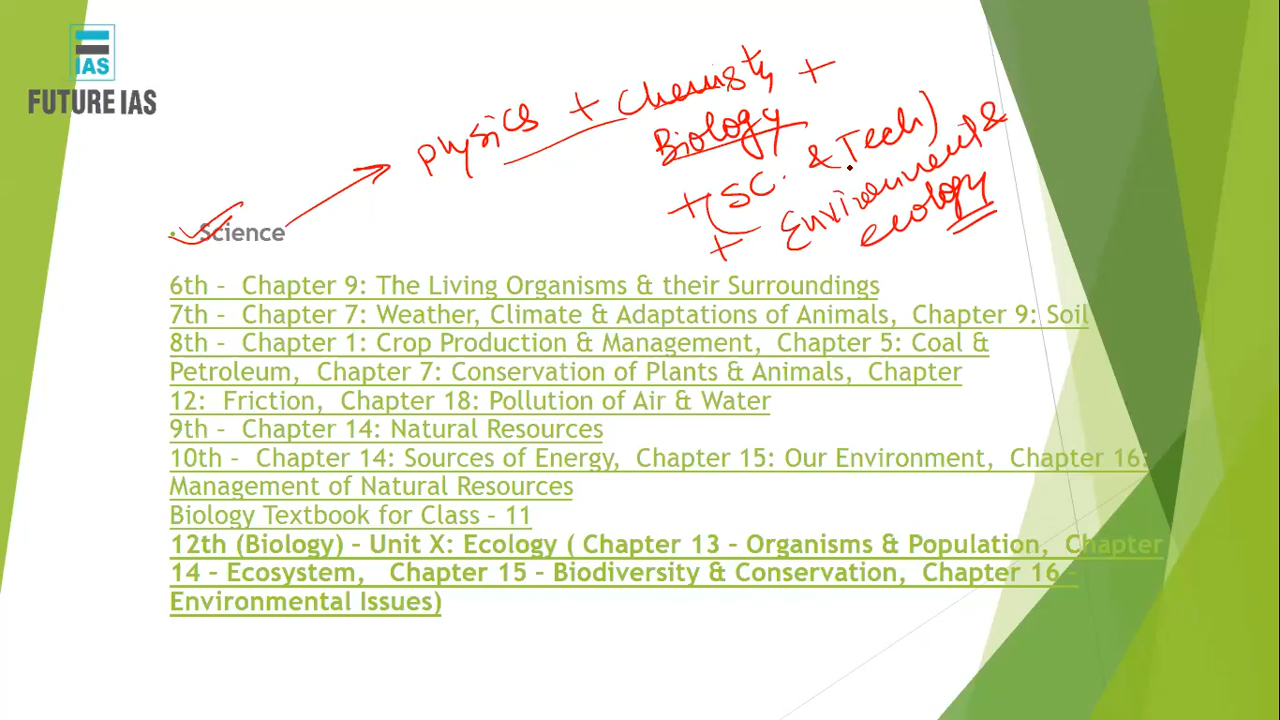 IAS
FUTURE IAS
Physics + Chemistry +
Biology
+ (SC. & Tech)
+ Environment &
ecology
• Science
6th – Chapter 9: The Living Organisms & their Surroundings
7th – Chapter 7: Weather, Climate & Adaptations of Animals, Chapter 9: Soil
8th – Chapter 1: Crop Production & Management, Chapter 5: Coal &
Petroleum, Chapter 7: Conservation of Plants & Animals, Chapter
12: Friction, Chapter 18: Pollution of Air & Water
9th – Chapter 14: Natural Resources
10th – Chapter 14: Sources of Energy, Chapter 15: Our Environment, Chapter 16:
Management of Natural Resources
Biology Textbook for Class – 11
12th (Biology) – Unit X: Ecology ( Chapter 13 – Organisms & Population, Chapter
14 – Ecosystem, Chapter 15 – Biodiversity & Conservation, Chapter 16 –
Environmental Issues)